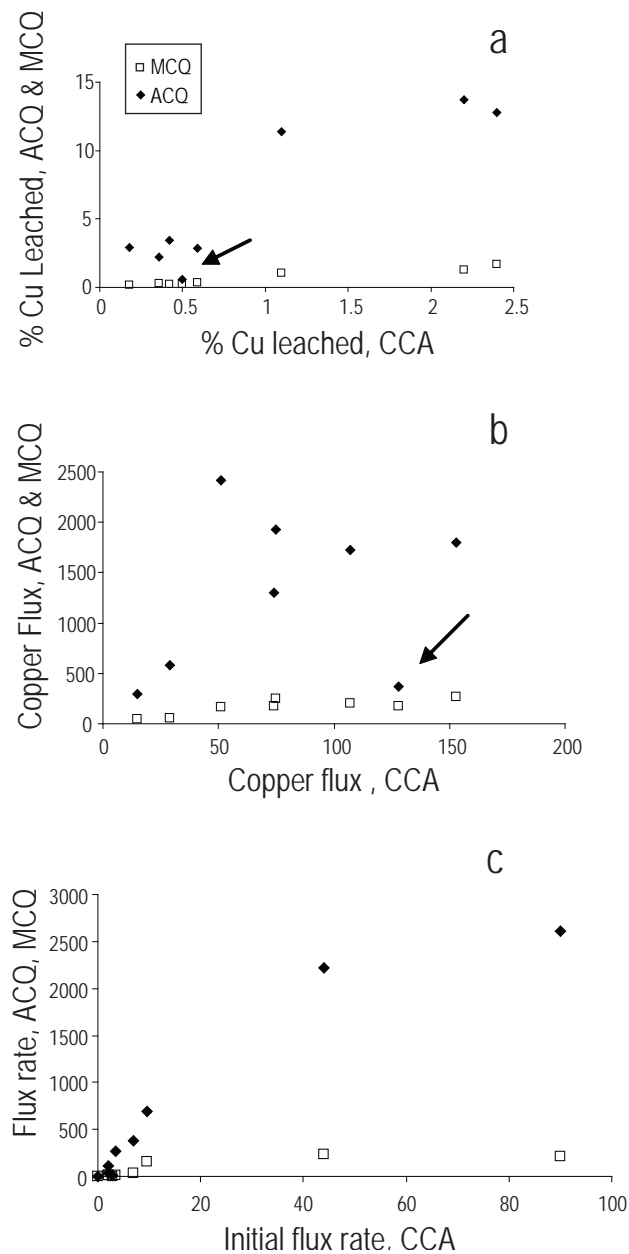 a
% Cu Leached, ACQ & MCQ
MCQ
ACQ
15
10
5
0
0 0.5 1 1.5 2 2.5
% Cu leached, CCA
b
Copper Flux, ACQ & MCQ
2500
2000
1500
1000
500
0
0 50 100 150 200
Copper flux , CCA
c
Flux rate, ACQ, MCQ
3000
2500
2000
1500
1000
500
0
0 20 40 60 80 100
Initial flux rate, CCA